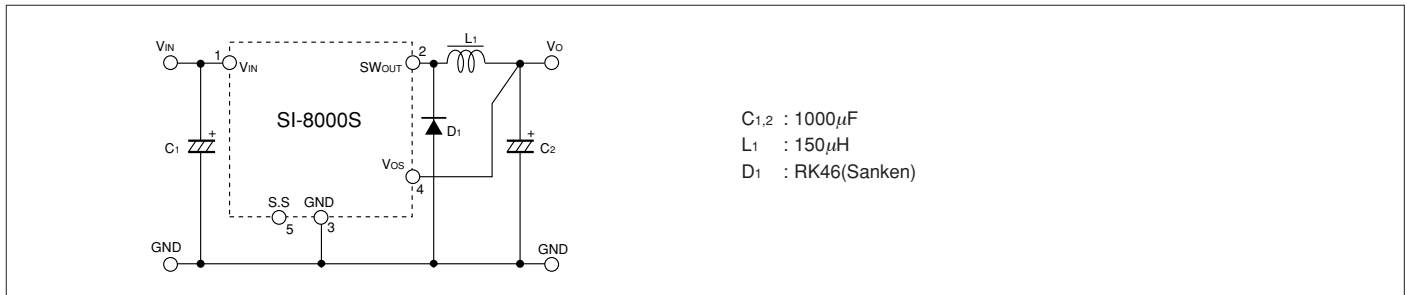 VIN
1
VIN
SWOUT
2
L1
VO
SI-8000S
C1
+
D1
+
C2
VOS
4
S.S
GND
5
3
GND
GND
C1,2 : 1000μF
L1 : 150μH
D1 : RK46(Sanken)